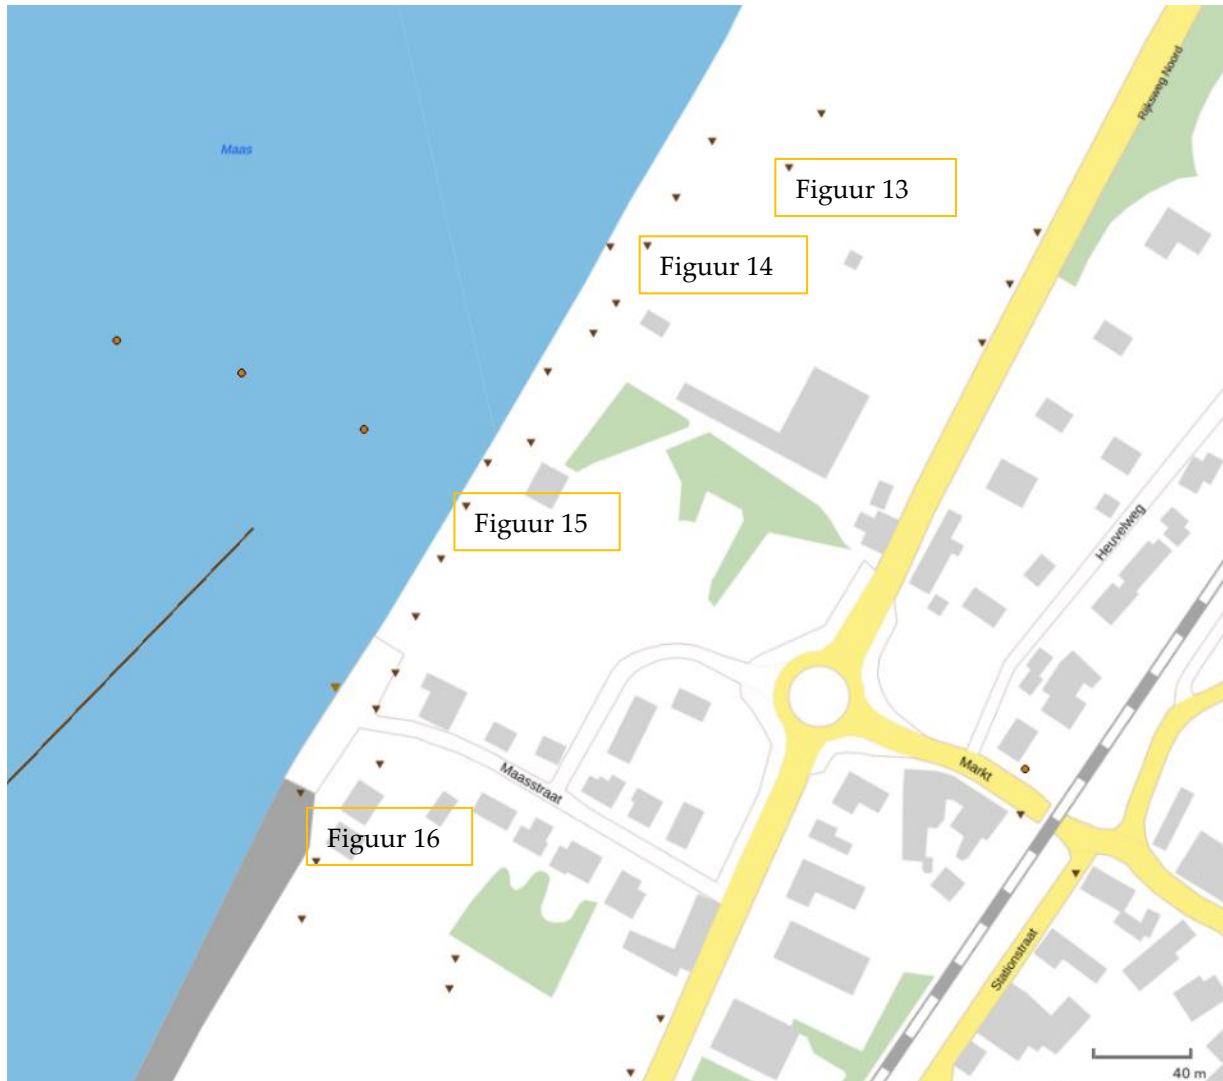 Rijksweg Noord
Maas
Figuur 13
Figuur 14
Figuur 15
Heuvelweg
Markt
Maasstraat
Figuur 16
Stationstraat
40 m